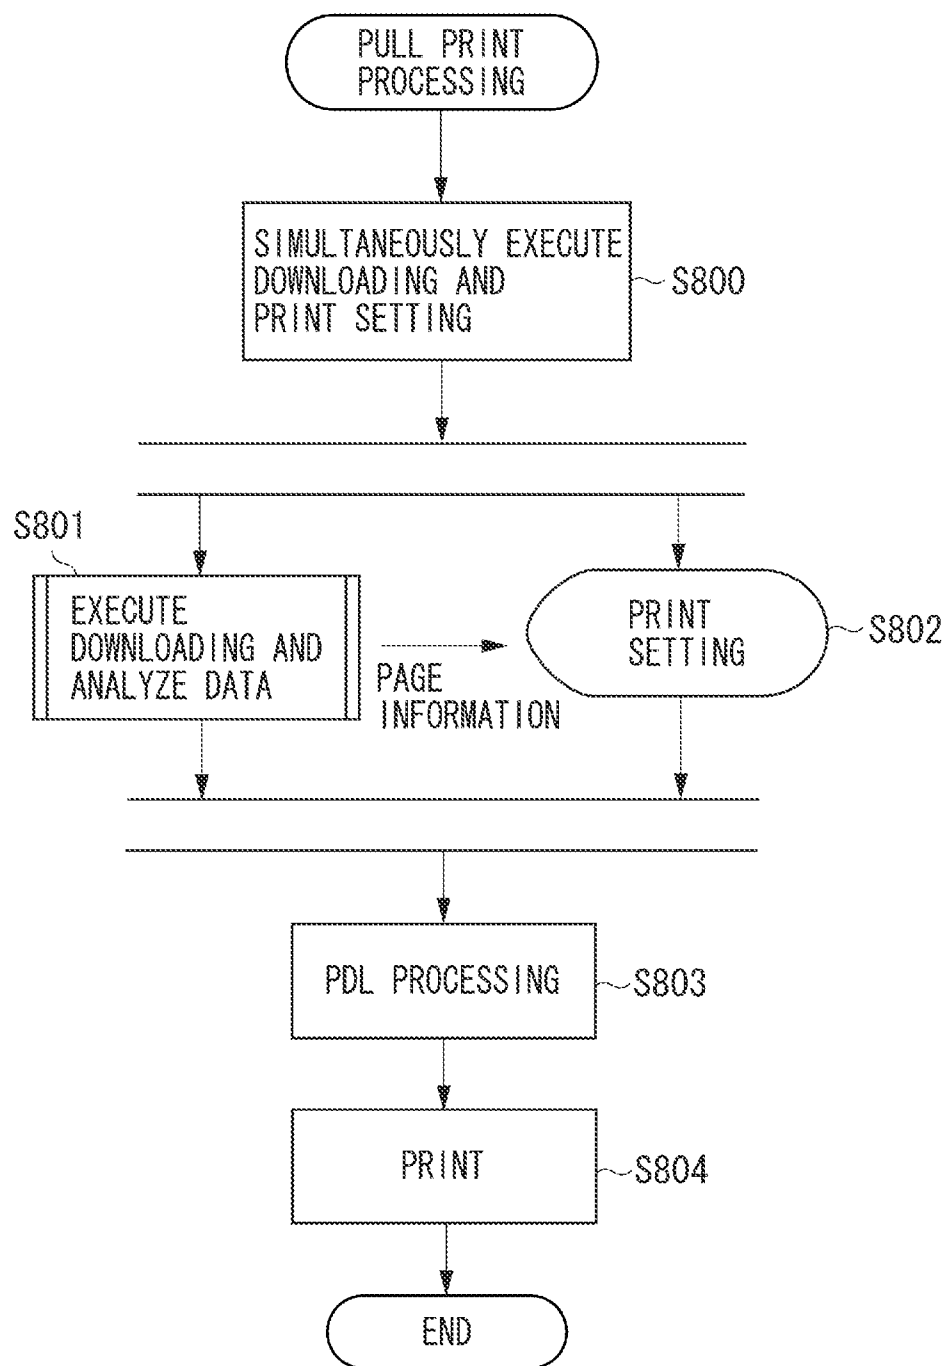 PULL PRINT
PROCESSING
SIMULTANEOUSLY EXECUTE
DOWNLOADING AND
PRINT SETTING
S800
S801
EXECUTE
DOWNLOADING AND
ANALYZE DATA
PAGE
INFORMATION
PRINT
SETTING
S802
PDL PROCESSING
S803
PRINT
S804
END